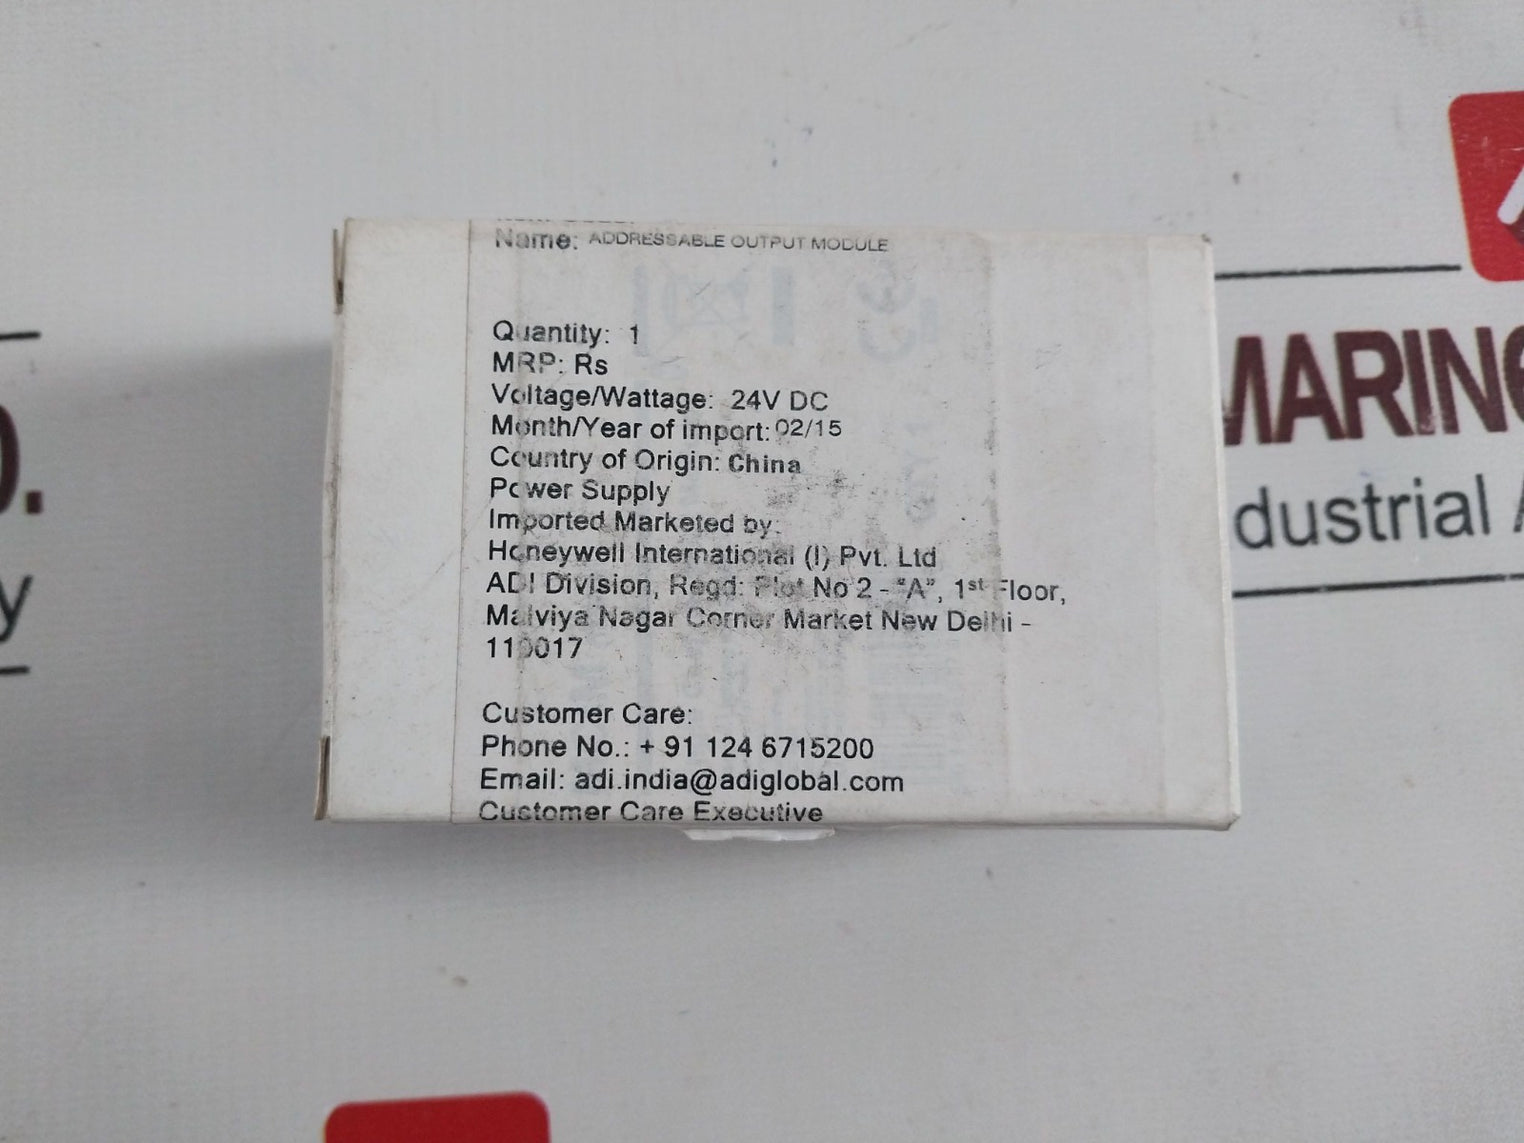 Name: ADDRESSABLE OUTPUT MODULE
Quantity: 1
MRP: Rs
Voltage/Wattage: 24V DC
Month/Year of import: 02/15
Country of Origin: China
Power Supply
Imported Marketed by:
Honeywell International (I) Pvt. Ltd
ADI Division, Regd: Plot No 2 - "A", 1st Floor,
Malviya Nagar Corner Market New Delhi -
110017
Customer Care:
Phone No.: + 91 124 6715200
Email: adi.india@adiglobal.com
Customer Care Executive
MARINE
dustrial A
D.
y